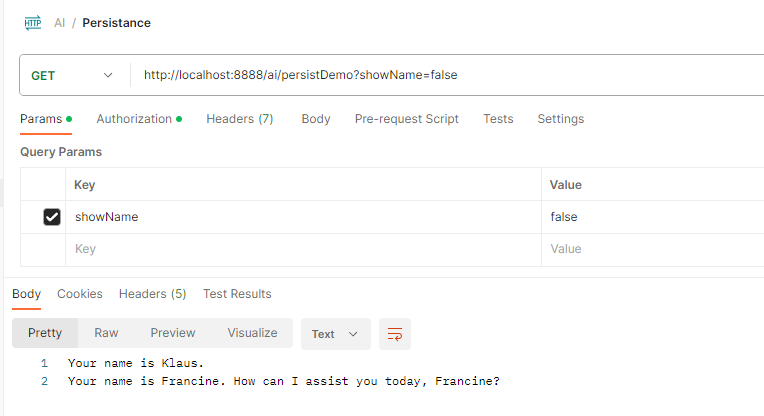 HTTP AI / Persistance
GET http://localhost:8888/ai/persistDemo?showName=false
Params Authorization Headers (7) Body Pre-request Script Tests Settings
Query Params
Key Value
showName false
Key Value
Body Cookies Headers (5) Test Results
Pretty Raw Preview Visualize Text
1 Your name is Klaus.
2 Your name is Francine. How can I assist you today, Francine?